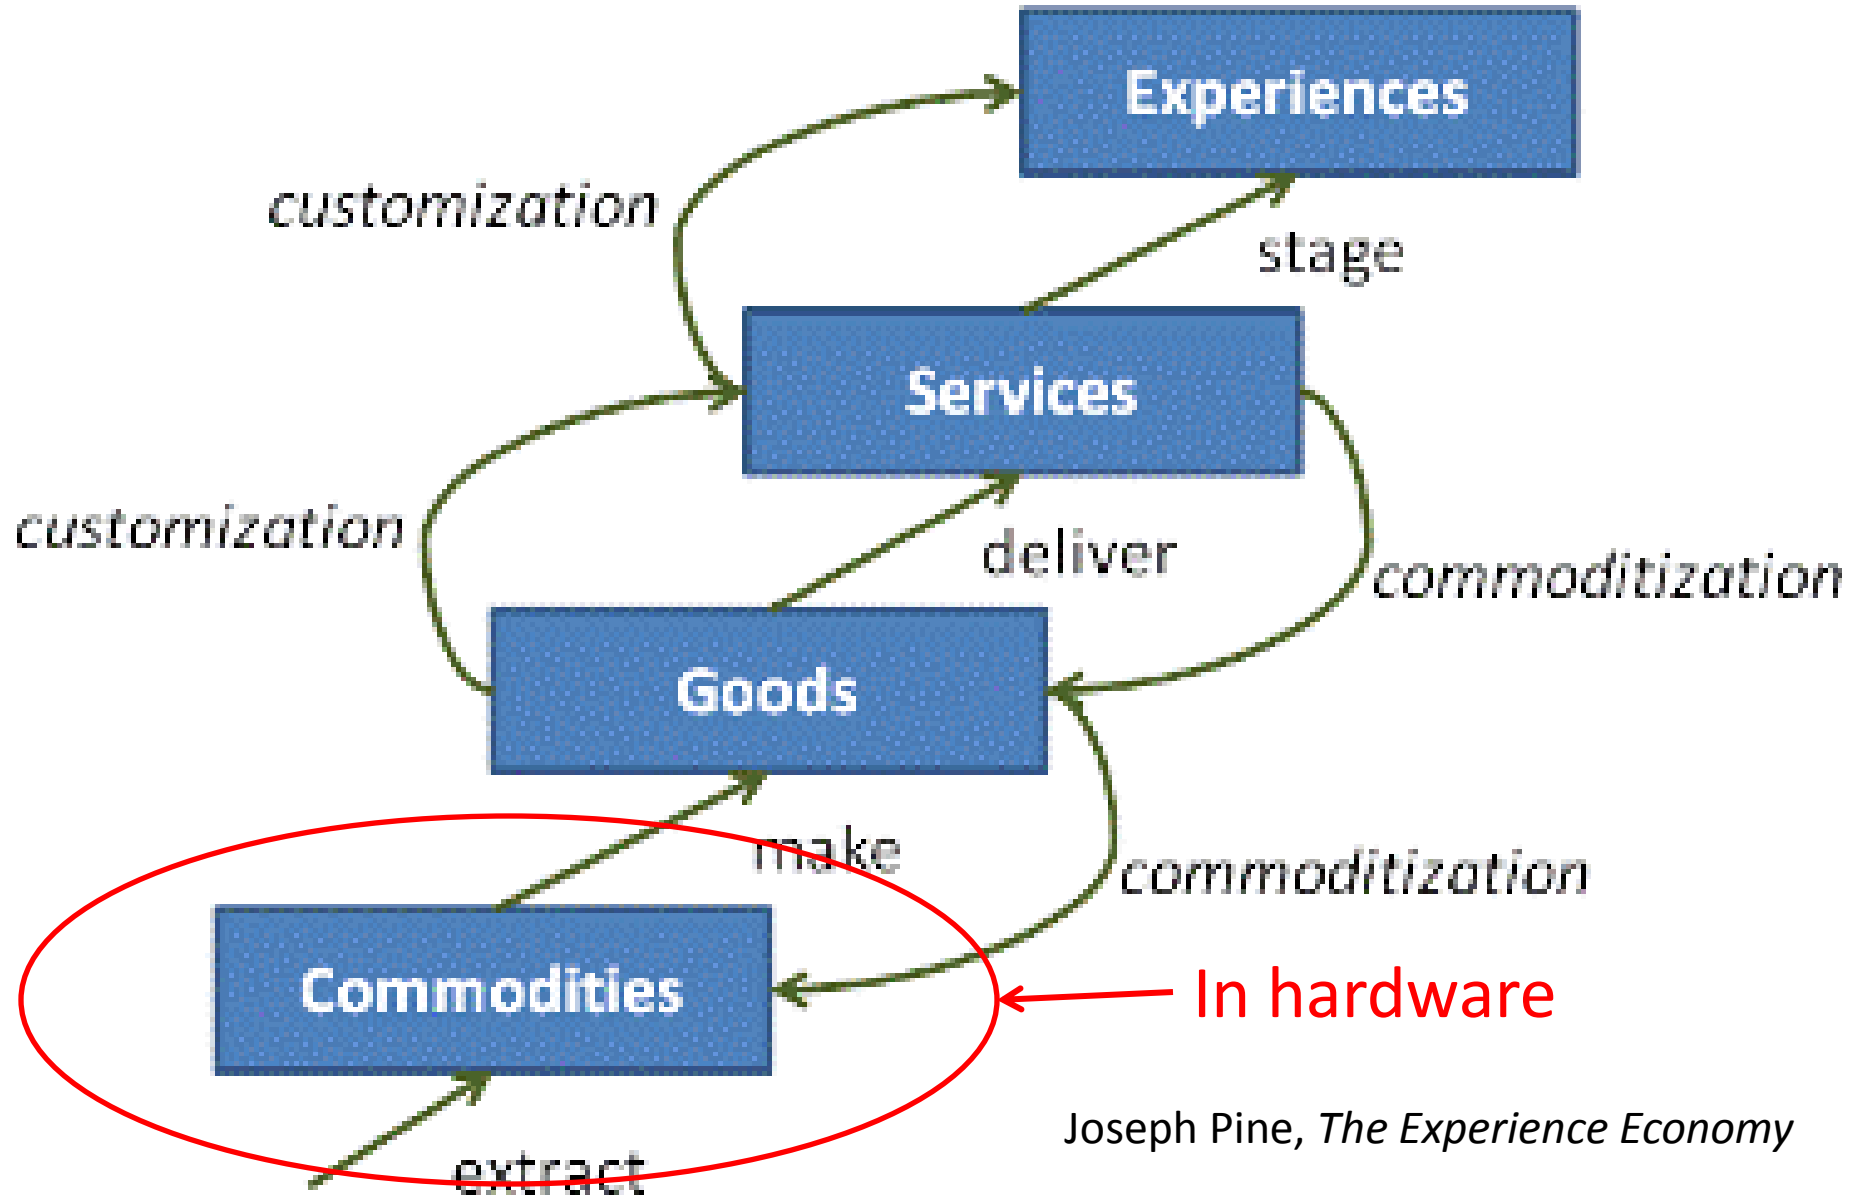 Experiences
customization
stage
Services
customization
deliver
commoditization
Goods
make
commoditization
Commodities
In hardware
Joseph Pine, The Experience Economy
extract